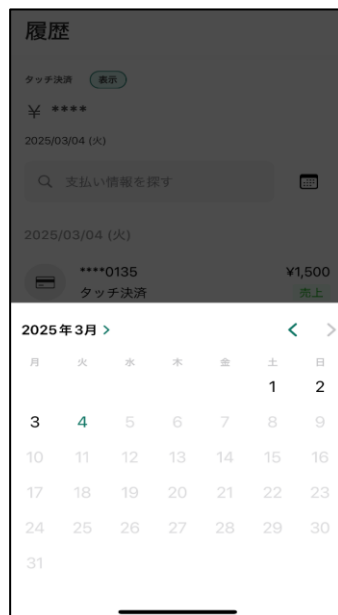 履歴
タッチ決済 表示
¥ ****
2025/03/04 (火)
支払い情報を探す
2025/03/04 (火)
****0135 ¥1,500
タッチ決済 売上
2025年3月 >
< >
月 火 水 木 金 土 日
1 2
3 4 5 6 7 8 9
10 11 12 13 14 15 16
17 18 19 20 21 22 23
24 25 26 27 28 29 30
31